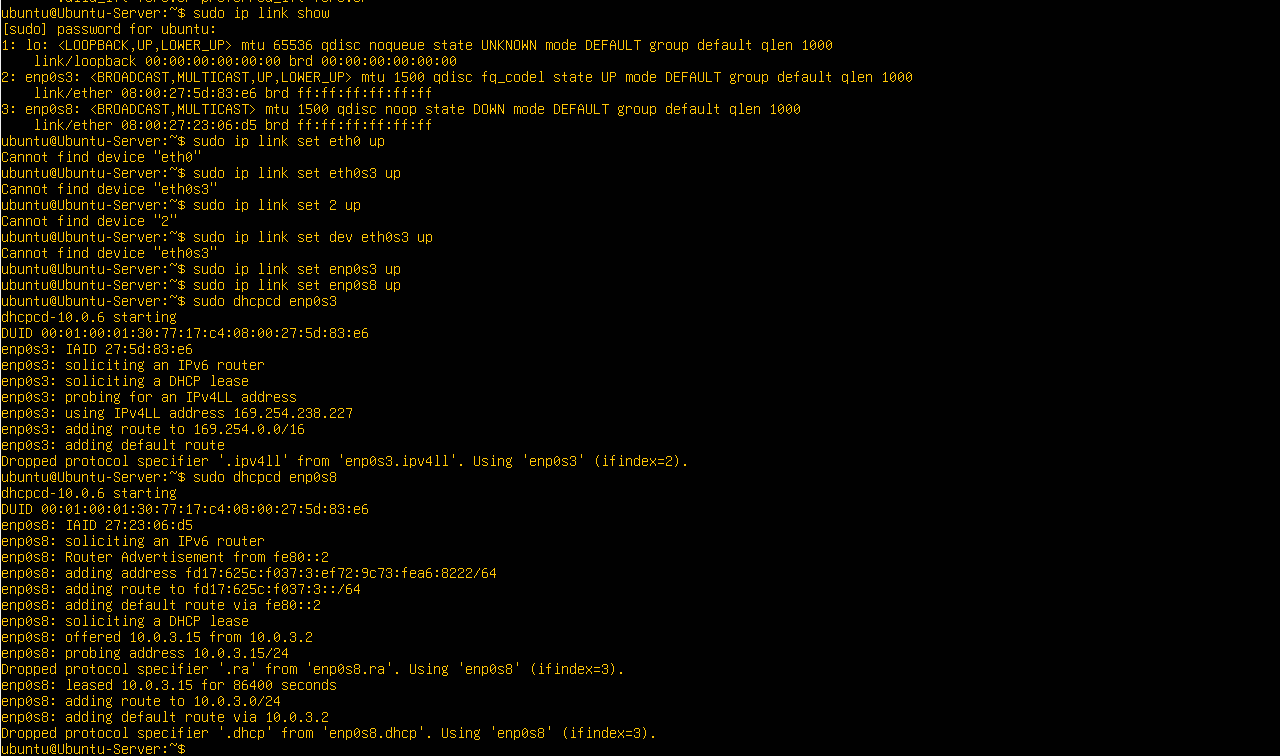 ubuntu@Ubuntu-Server:~$ sudo ip link show
[sudo] password for ubuntu:
1: lo: <LOOPBACK,UP,LOWER_UP> mtu 65536 qdisc noqueue state UNKNOWN mode DEFAULT group default qlen 1000
    link/loopback 00:00:00:00:00:00 brd 00:00:00:00:00:00
2: enp0s3: <BROADCAST,MULTICAST,UP,LOWER_UP> mtu 1500 qdisc fq_codel state UP mode DEFAULT group default qlen 1000
    link/ether 08:00:27:5d:83:e6 brd ff:ff:ff:ff:ff:ff
3: enp0s8: <BROADCAST,MULTICAST> mtu 1500 qdisc noop state DOWN mode DEFAULT group default qlen 1000
    link/ether 08:00:27:23:06:d5 brd ff:ff:ff:ff:ff:ff
ubuntu@Ubuntu-Server:~$ sudo ip link set eth0 up
Cannot find device "eth0"
ubuntu@Ubuntu-Server:~$ sudo ip link set eth0s3 up
Cannot find device "eth0s3"
ubuntu@Ubuntu-Server:~$ sudo ip link set 2 up
Cannot find device "2"
ubuntu@Ubuntu-Server:~$ sudo ip link set dev eth0s3 up
Cannot find device "eth0s3"
ubuntu@Ubuntu-Server:~$ sudo ip link set enp0s3 up
ubuntu@Ubuntu-Server:~$ sudo ip link set enp0s8 up
ubuntu@Ubuntu-Server:~$ sudo dhcpcd enp0s3
dhcpcd-10.0.6 starting
DUID 00:01:00:01:30:77:17:c4:08:00:27:5d:83:e6
enp0s3: IAID 27:5d:83:e6
enp0s3: soliciting an IPv6 router
enp0s3: soliciting a DHCP lease
enp0s3: probing for an IPv4LL address
enp0s3: using IPv4LL address 169.254.238.227
enp0s3: adding route to 169.254.0.0/16
enp0s3: adding default route
Dropped protocol specifier '.ipv4ll' from 'enp0s3.ipv4ll'. Using 'enp0s3' (ifindex=2).
ubuntu@Ubuntu-Server:~$ sudo dhcpcd enp0s8
dhcpcd-10.0.6 starting
DUID 00:01:00:01:30:77:17:c4:08:00:27:5d:83:e6
enp0s8: IAID 27:23:06:d5
enp0s8: soliciting an IPv6 router
enp0s8: Router Advertisement from fe80::2
enp0s8: adding address fd17:625c:f037:3:ef72:9c73:fea6:8222/64
enp0s8: adding route to fd17:625c:f037:3::/64
enp0s8: adding default route via fe80::2
enp0s8: soliciting a DHCP lease
enp0s8: offered 10.0.3.15 from 10.0.3.2
enp0s8: probing address 10.0.3.15/24
Dropped protocol specifier '.ra' from 'enp0s8.ra'. Using 'enp0s8' (ifindex=3).
enp0s8: leased 10.0.3.15 for 86400 seconds
enp0s8: adding route to 10.0.3.0/24
enp0s8: adding default route via 10.0.3.2
Dropped protocol specifier '.dhcp' from 'enp0s8.dhcp'. Using 'enp0s8' (ifindex=3).
ubuntu@Ubuntu-Server:~$